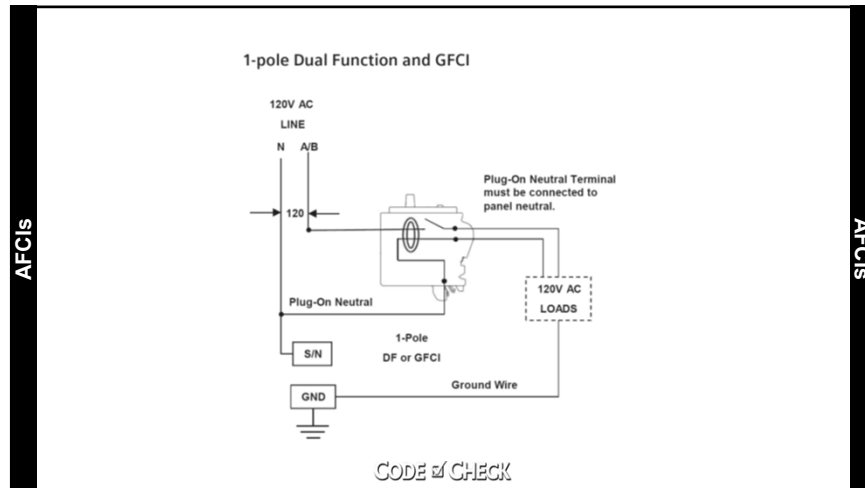 AFCIs
1-pole Dual Function and GFCI
120V AC
LINE
N A/B
Plug-On Neutral Terminal
must be connected to
panel neutral.
120
120V AC
LOADS
Plug-On Neutral
1-Pole
DF or GFCI
S/N
Ground Wire
GND
CODE CHECK
AFCIs